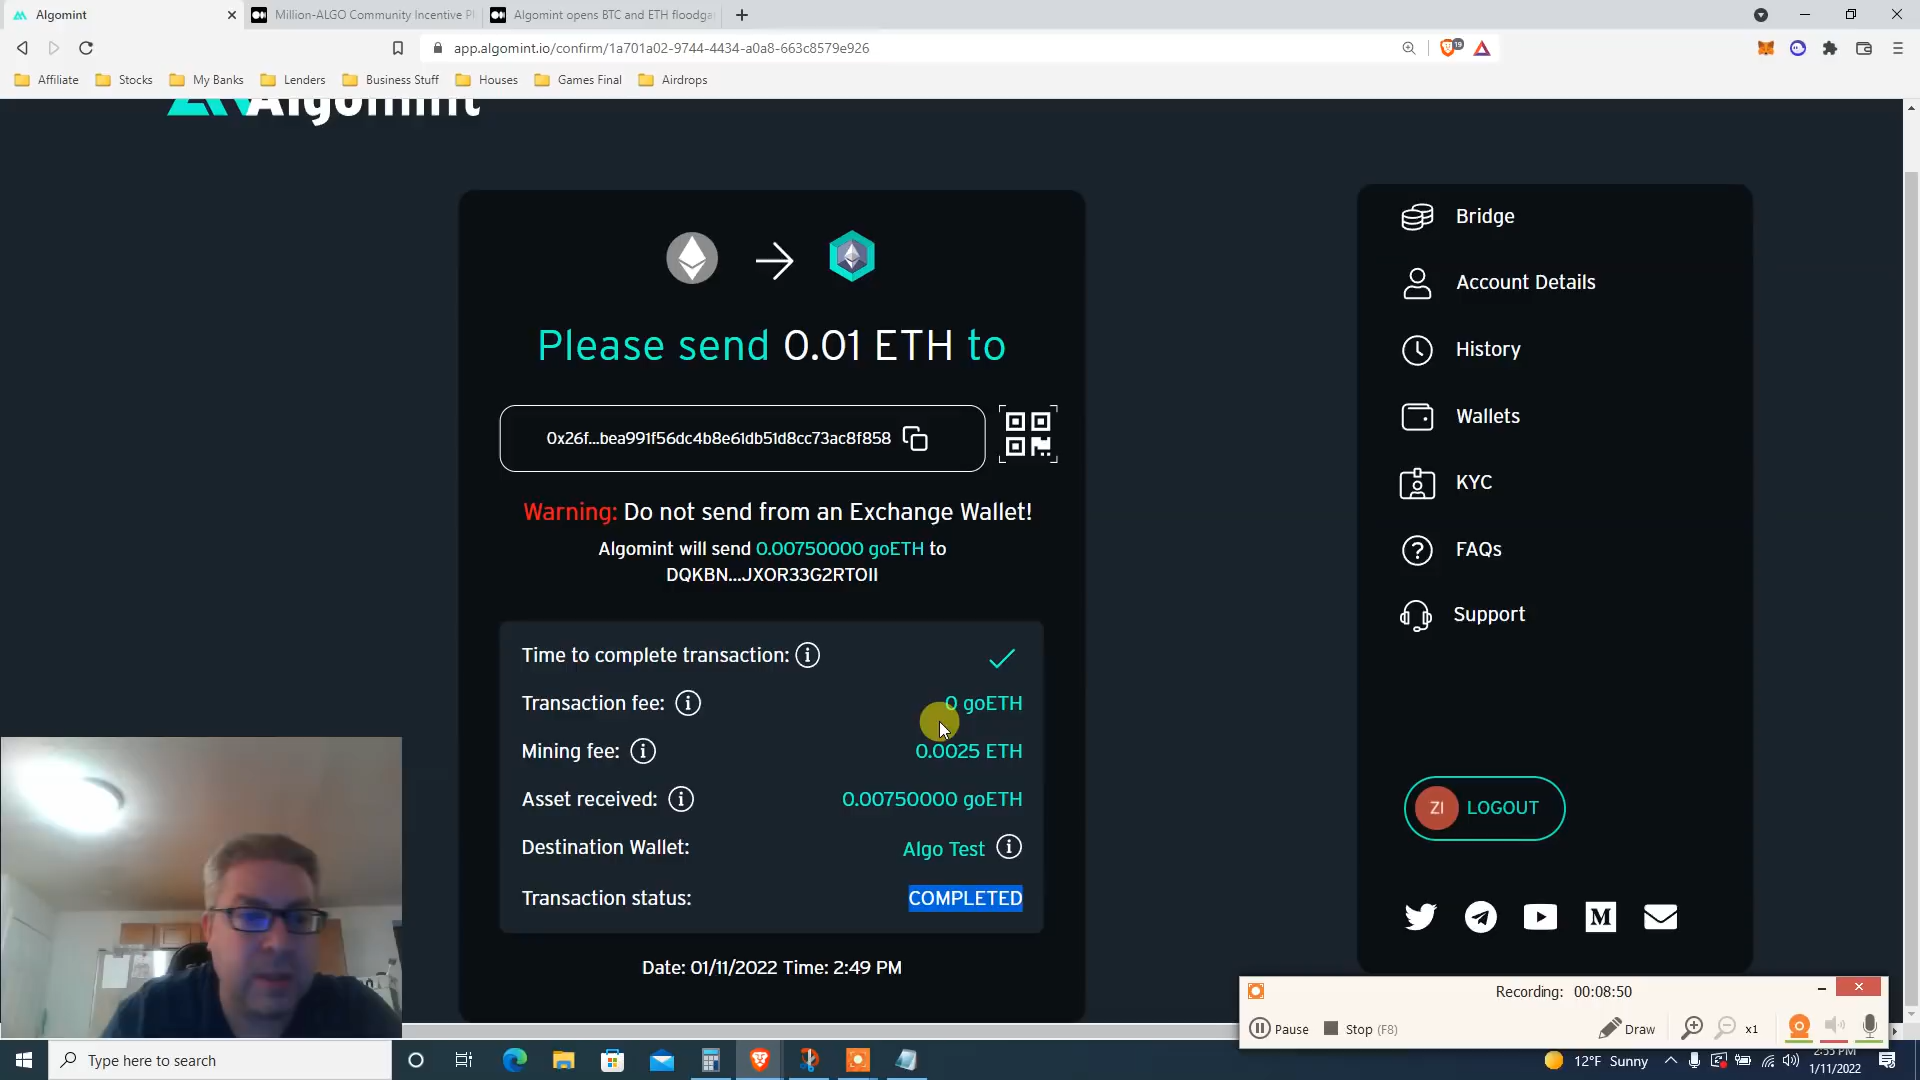 Algomint
Million-ALGO Community Incentive P
Algomint opens BTC and ETH floodga
app.algomint.io/confirm/1a701a02-9744-4434-a0a8-663c8579e926
19
Affiliate
Stocks
My Banks
Lenders
Business Stuff
Houses
Games Final
Airdrops
Algomint
Please send 0.01 ETH to
0x26f...bea991f56dc4b8e61db51d8cc73ac8f858
Warning: Do not send from an Exchange Wallet!
Algomint will send 0.00750000 goETH to
DQKBN...JXOR33G2RTOII
Time to complete transaction:
Transaction fee:
0 goETH
Mining fee:
0.0025 ETH
Asset received:
0.00750000 goETH
Destination Wallet:
Algo Test
Transaction status:
COMPLETED
Date: 01/11/2022 Time: 2:49 PM
Bridge
Account Details
History
Wallets
KYC
FAQs
Support
ZI LOGOUT
M
Recording: 00:08:50
Pause
Stop (F8)
Draw
x1
Type here to search
12°F Sunny
2:53 PM
1/11/2022